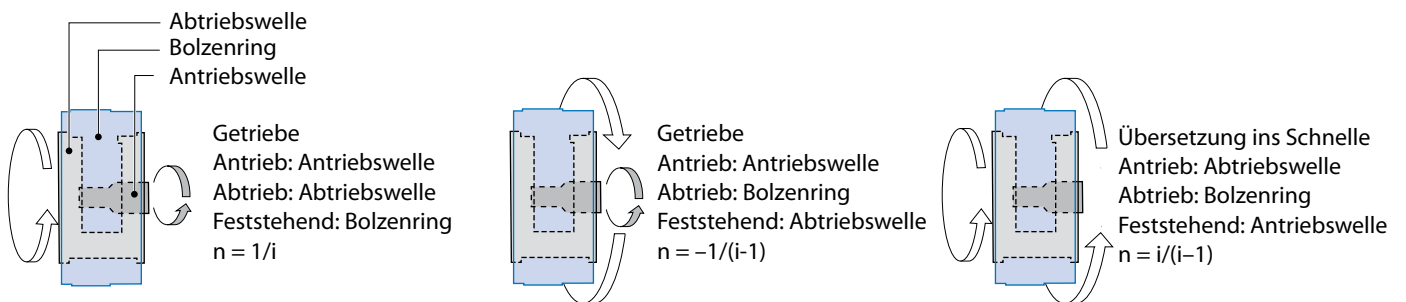 Abtriebswelle
Bolzenring
Antriebswelle
Getriebe
Antrieb: Antriebswelle
Abtrieb: Abtriebswelle
Feststehend: Bolzenring
n = 1/i
Getriebe
Antrieb: Antriebswelle
Abtrieb: Bolzenring
Feststehend: Abtriebswelle
n = –1/(i-1)
Übersetzung ins Schnelle
Antrieb: Abtriebswelle
Abtrieb: Bolzenring
Feststehend: Antriebswelle
n = i/(i–1)